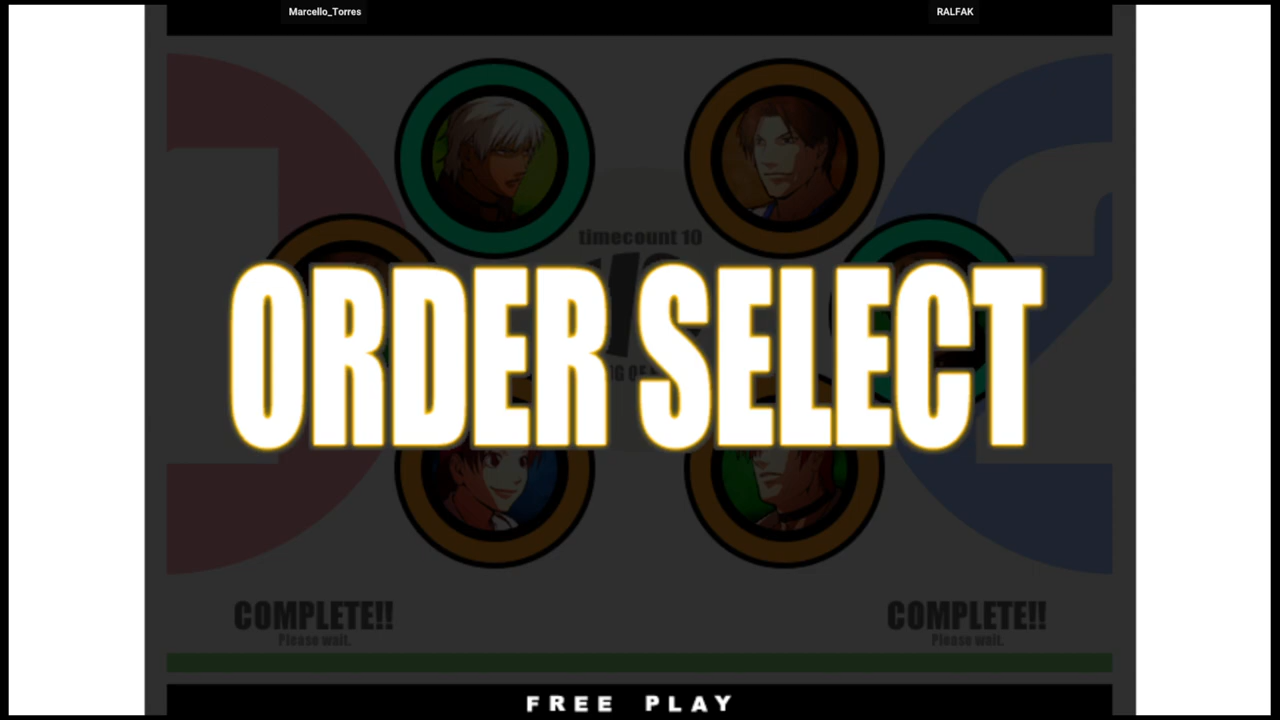 Marcello_Torres
RALFAK
timecount 10
ORDER SELECT
COMPLETE!!
Please wait.
COMPLETE!!
Please wait.
FREE PLAY